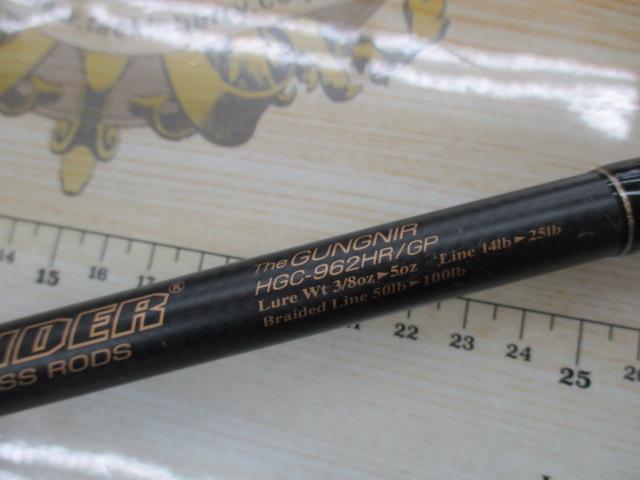 IDER®
SS RODS
The GUNGNIR
HGC-962HR/GP
Lure Wt 3/8oz►5oz Line 14lb►25lb
Braided Line 50lb►100lb
14 15 16 17 22 23 24 25